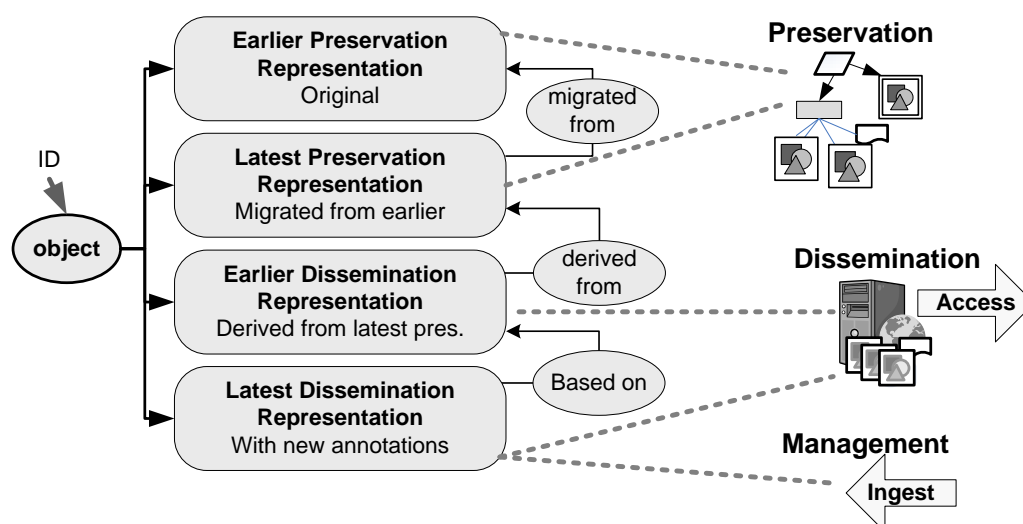 Earlier Preservation
Representation
Original
migrated
from
Preservation
ID
Latest Preservation
Representation
Migrated from earlier
object
derived
from
Earlier Dissemination
Representation
Derived from latest pres.
Dissemination
Access
Based on
Latest Dissemination
Representation
With new annotations
Management
Ingest